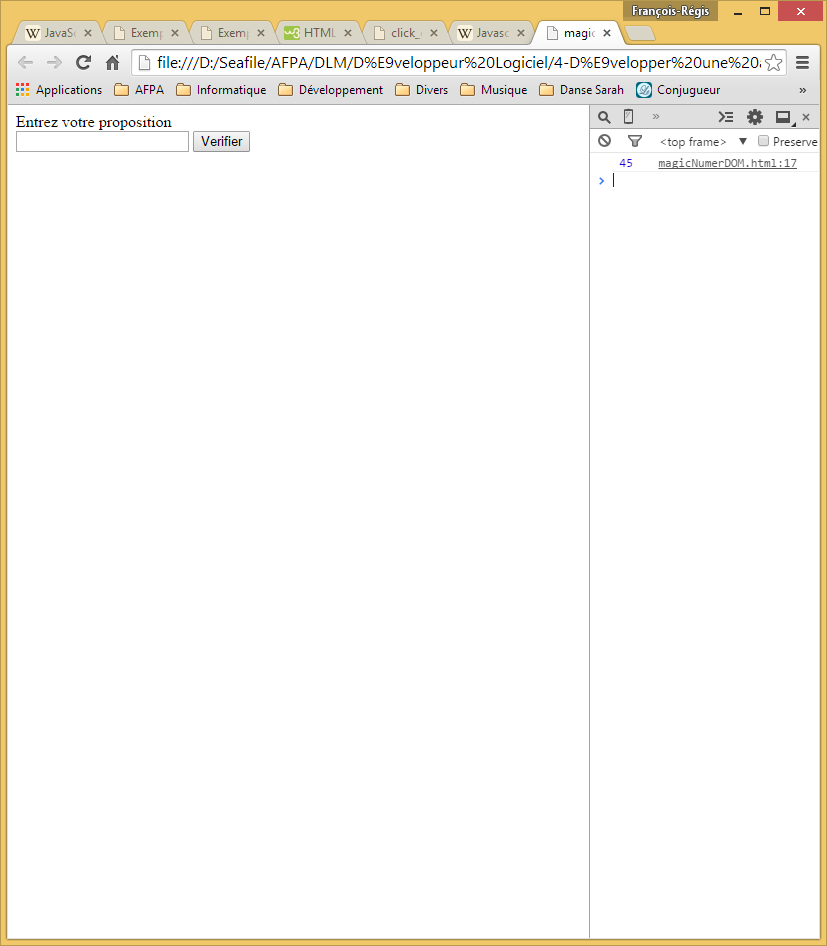 François-Régis
JavaSc Exemp Exemp HTML click_ Javasc magic
file:///D:/Seafile/AFPA/DLM/D%E9veloppeur%20Logiciel/4-D%E9velopper%20une%20
Applications AFPA Informatique Développement Divers Musique Danse Sarah Conjugueur »
Entrez votre proposition
Verifier
»
<top frame> Preserve
45 magicNumerDOM.html:17